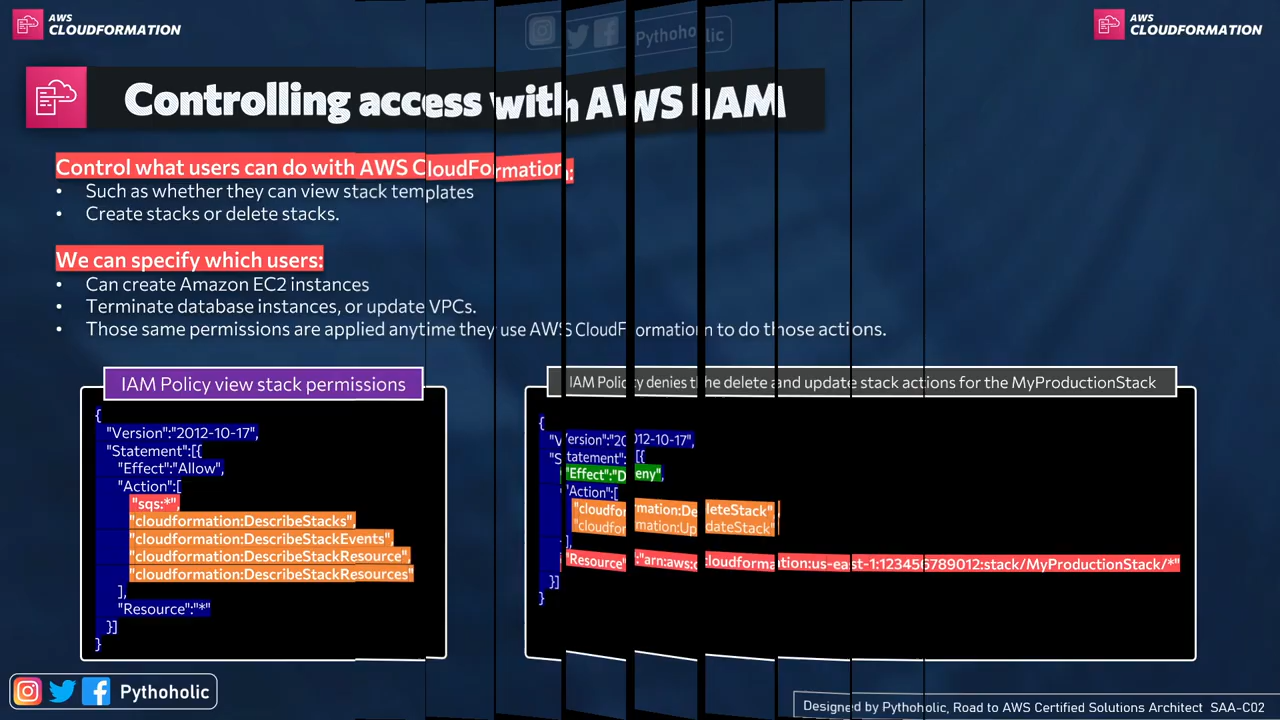 AWS
CLOUDFORMATION
Pythoholic
AWS
CLOUDFORMATION
Controlling access with AWS IAM
Control what users can do with AWS CloudFormation:
• Such as whether they can view stack templates
• Create stacks or delete stacks.
We can specify which users:
• Can create Amazon EC2 instances
• Terminate database instances, or update VPCs.
• Those same permissions are applied anytime they use AWS CloudFormation to do those actions.
IAM Policy view stack permissions
{
"Version":"2012-10-17",
"Statement":[{
"Effect":"Allow",
"Action":[
"sqs:*",
"cloudformation:DescribeStacks",
"cloudformation:DescribeStackEvents",
"cloudformation:DescribeStackResource",
"cloudformation:DescribeStackResources"
],
"Resource":"*"
}]
}
IAM Policy denies the delete and update stack actions for the MyProductionStack
{
"Version":"2012-10-17",
"Statement":[{
"Effect":"Deny",
"Action":[
"cloudformation:DeleteStack",
"cloudformation:UpdateStack"
],
"Resource":"arn:aws:cloudformation:us-east-1:123456789012:stack/MyProductionStack/*"
}]
}
Pythoholic
Designed by Pythoholic, Road to AWS Certified Solutions Architect SAA-C02